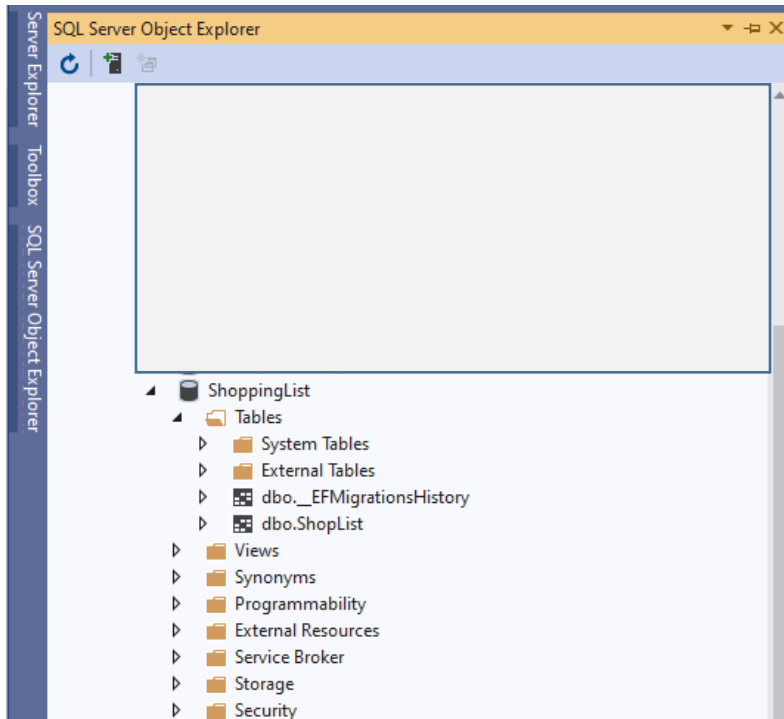 Server Explorer
Toolbox
SQL Server Object Explorer
SQL Server Object Explorer
ShoppingList
Tables
System Tables
External Tables
dbo.__EFMigrationsHistory
dbo.ShopList
Views
Synonyms
Programmability
External Resources
Service Broker
Storage
Security